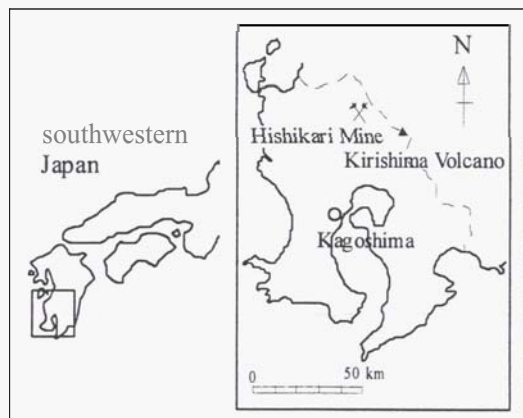 southwestern
Japan
N
Hishikari Mine
Kirishima Volcano
Kagoshima
0 50 km